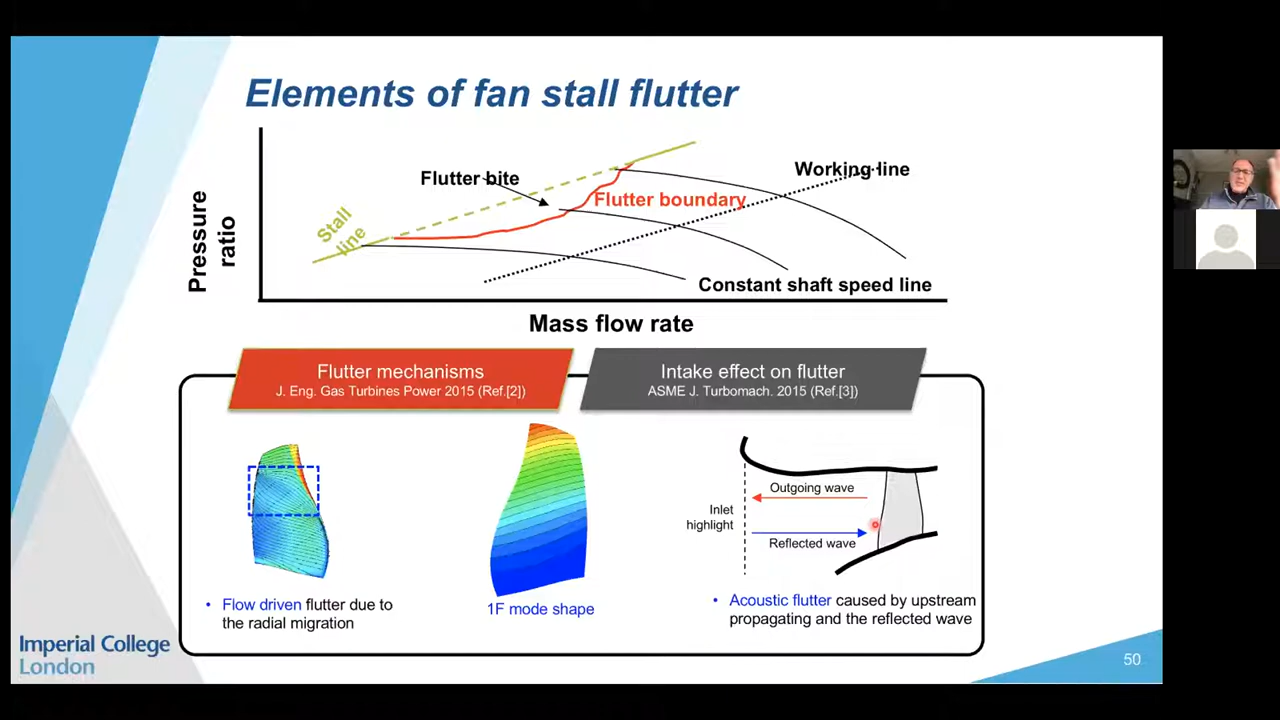 Elements of fan stall flutter
Pressure
ratio
Stall
line
Flutter bite
Flutter boundary
Working line
Constant shaft speed line
Mass flow rate
Flutter mechanisms
J. Eng. Gas Turbines Power 2015 (Ref.[2])
Intake effect on flutter
ASME J. Turbomach. 2015 (Ref.[3])
Outgoing wave
Inlet
highlight
Reflected wave
• Flow driven flutter due to
the radial migration
1F mode shape
• Acoustic flutter caused by upstream
propagating and the reflected wave
Imperial College
London
50